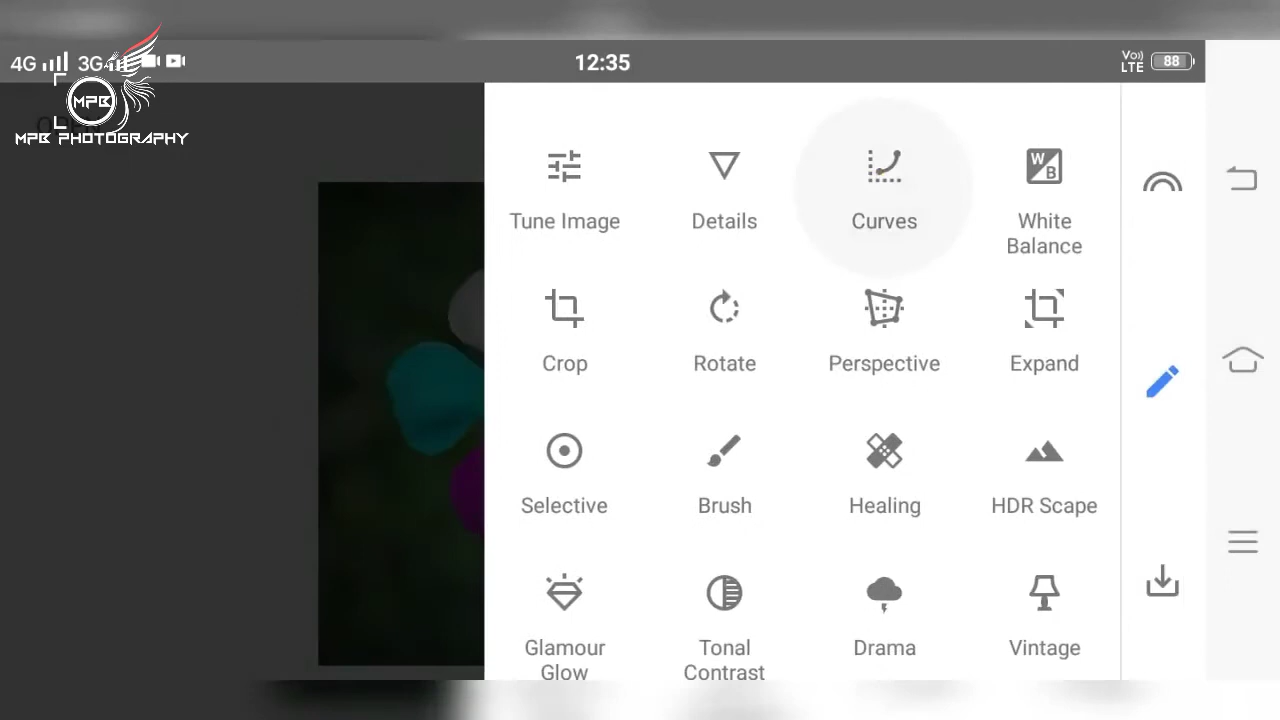 4G 3G 12:35 Vo)) LTE 88
MPB
OPEN
MPB PHOTOGRAPHY
Tune Image Details Curves White Balance
Crop Rotate Perspective Expand
Selective Brush Healing HDR Scape
Glamour Glow Tonal Contrast Drama Vintage